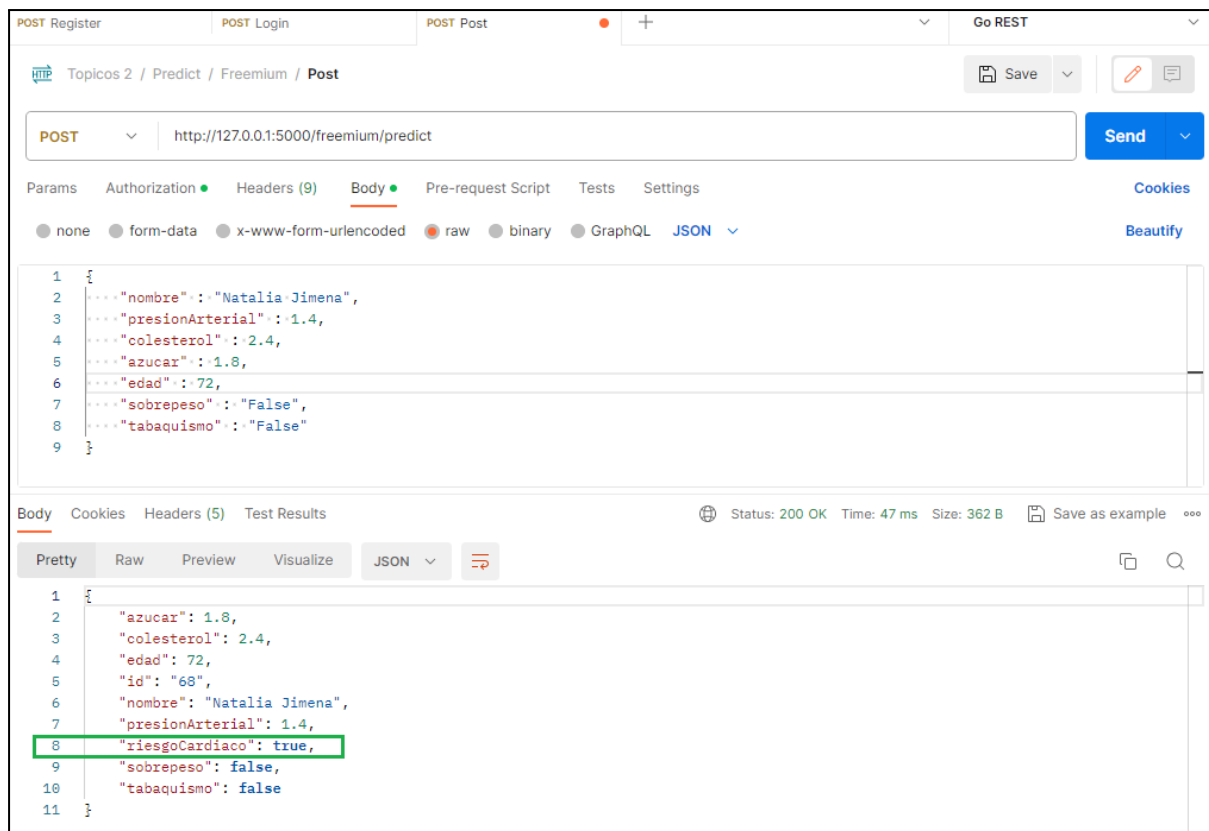 POST Register POST Login POST Post Go REST
HTTP Topicos 2 / Predict / Freemium / Post Save
POST http://127.0.0.1:5000/freemium/predict Send
Params Authorization Headers (9) Body Pre-request Script Tests Settings Cookies
none form-data x-www-form-urlencoded raw binary GraphQL JSON Beautify
1 {
2 "nombre" : "Natalia Jimena",
3 "presionArterial" : 1.4,
4 "colesterol" : 2.4,
5 "azucar" : 1.8,
6 "edad" : 72,
7 "sobrepeso" : "False",
8 "tabaquismo" : "False"
9 }
Body Cookies Headers (5) Test Results Status: 200 OK Time: 47 ms Size: 362 B Save as example
Pretty Raw Preview Visualize JSON
1 {
2 "azucar": 1.8,
3 "colesterol": 2.4,
4 "edad": 72,
5 "id": "68",
6 "nombre": "Natalia Jimena",
7 "presionArterial": 1.4,
8 "riesgoCardiaco": true,
9 "sobrepeso": false,
10 "tabaquismo": false
11 }